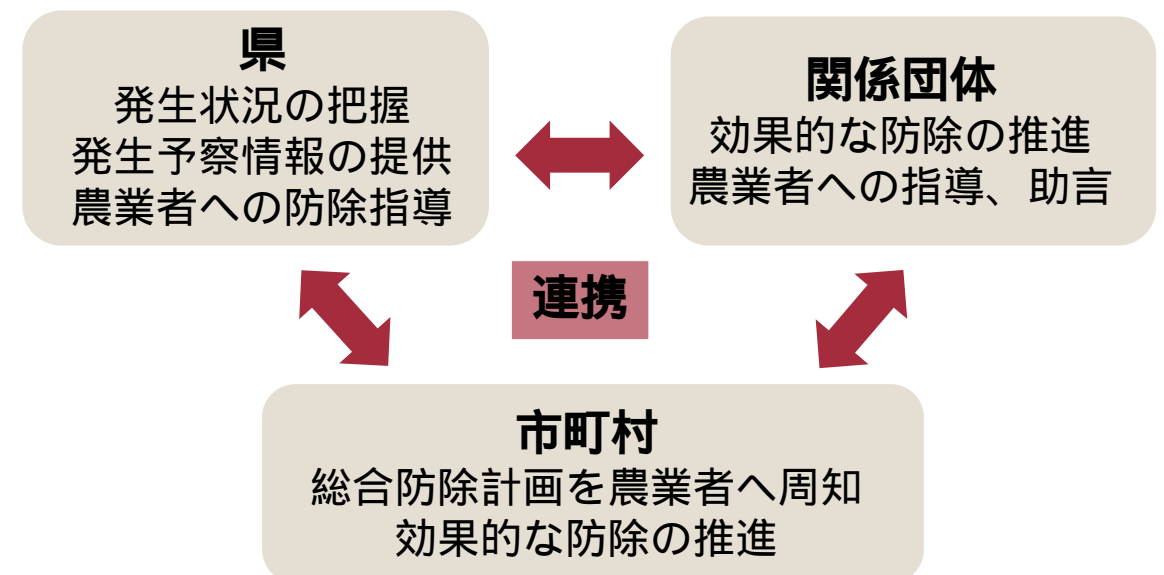 県
発生状況の把握
発生予察情報の提供
農業者への防除指導
関係団体
効果的な防除の推進
農業者への指導、助言
連携
市町村
総合防除計画を農業者へ周知
効果的な防除の推進